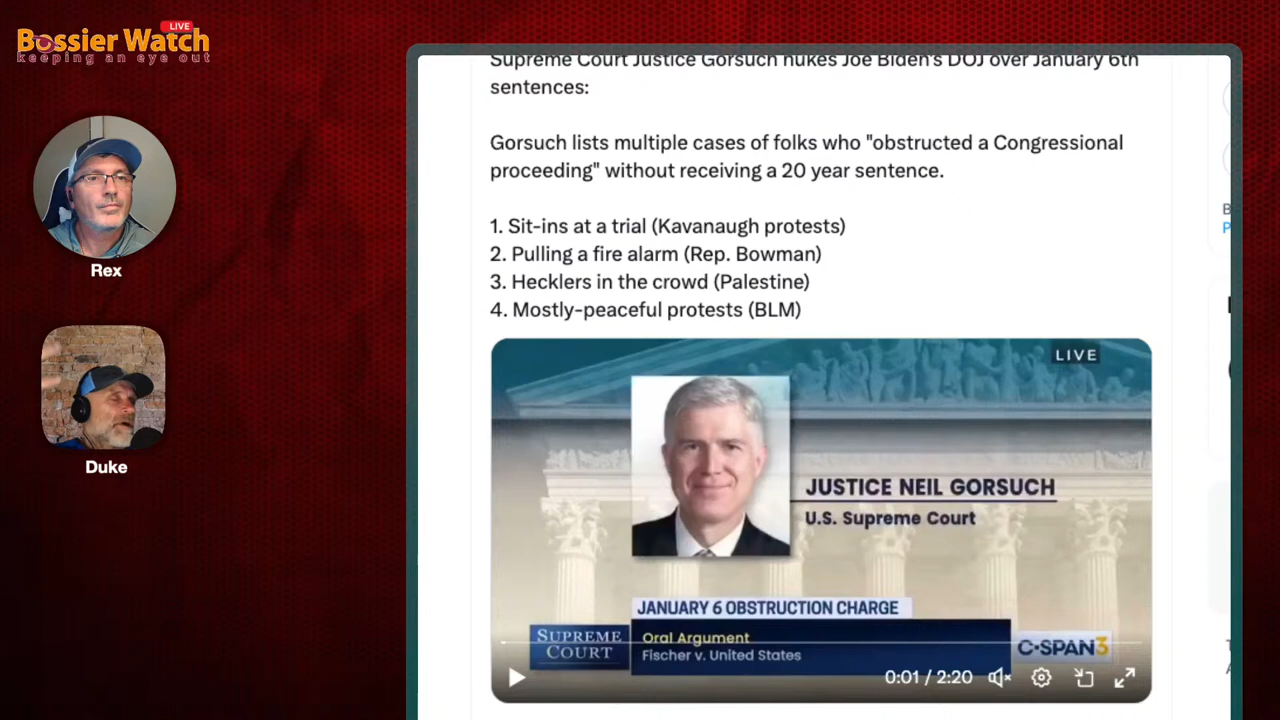 LIVE
Bossier Watch
keeping an eye out
Rex
Duke
Supreme Court Justice Gorsuch nukes Joe Biden's DOJ over January 6th
sentences:
Gorsuch lists multiple cases of folks who "obstructed a Congressional
proceeding" without receiving a 20 year sentence.
1. Sit-ins at a trial (Kavanaugh protests)
2. Pulling a fire alarm (Rep. Bowman)
3. Hecklers in the crowd (Palestine)
4. Mostly-peaceful protests (BLM)
LIVE
JUSTICE NEIL GORSUCH
U.S. Supreme Court
JANUARY 6 OBSTRUCTION CHARGE
SUPREME
COURT
Oral Argument
Fischer v. United States
C-SPAN3
0:01 / 2:20